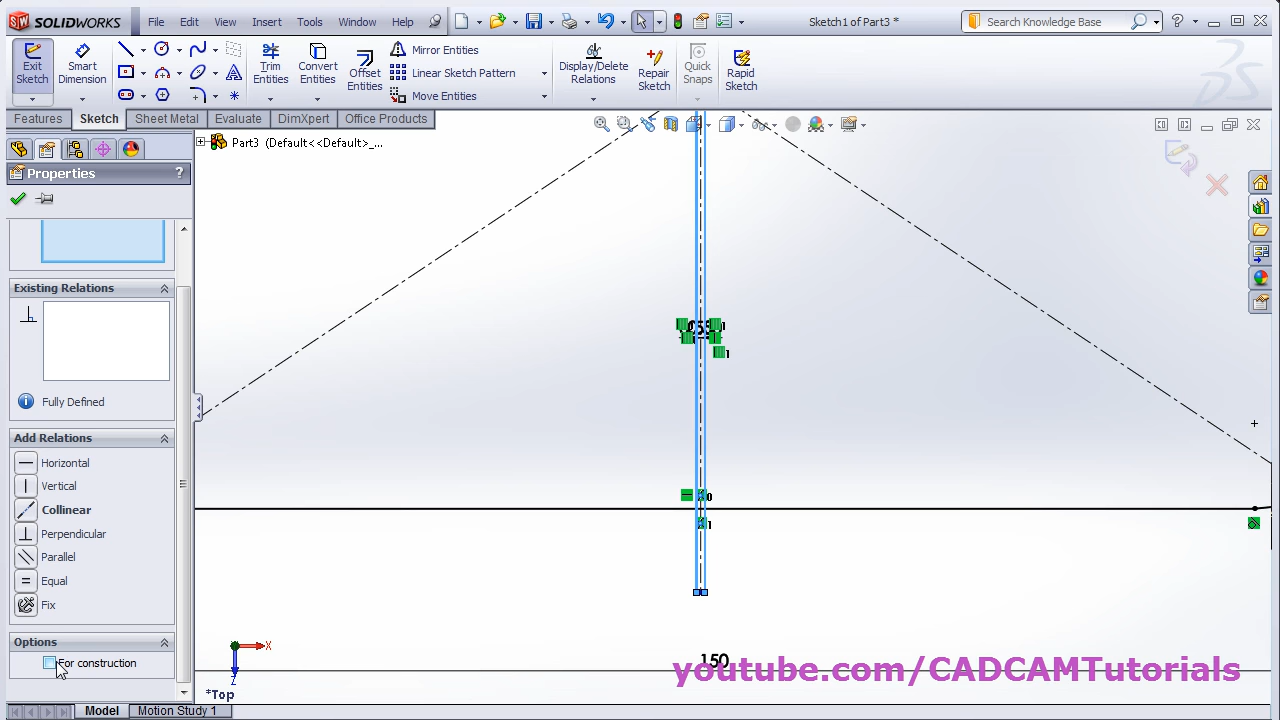 SOLIDWORKS File Edit View Insert Tools Window Help Sketch1 of Part3 * Search Knowledge Base
Exit Sketch Smart Dimension Trim Entities Convert Entities Offset Entities Mirror Entities Linear Sketch Pattern Move Entities Display/Delete Relations Repair Sketch Quick Snaps Rapid Sketch
Features Sketch Sheet Metal Evaluate DimXpert Office Products
Part3 (Default<<Default>_...
Properties ?
Existing Relations
Fully Defined
Add Relations
Horizontal
Vertical
Collinear
Perpendicular
Parallel
Equal
Fix
Options
For construction
X
Z
*Top
150
youtube.com/CADCAMTutorials
Model Motion Study 1